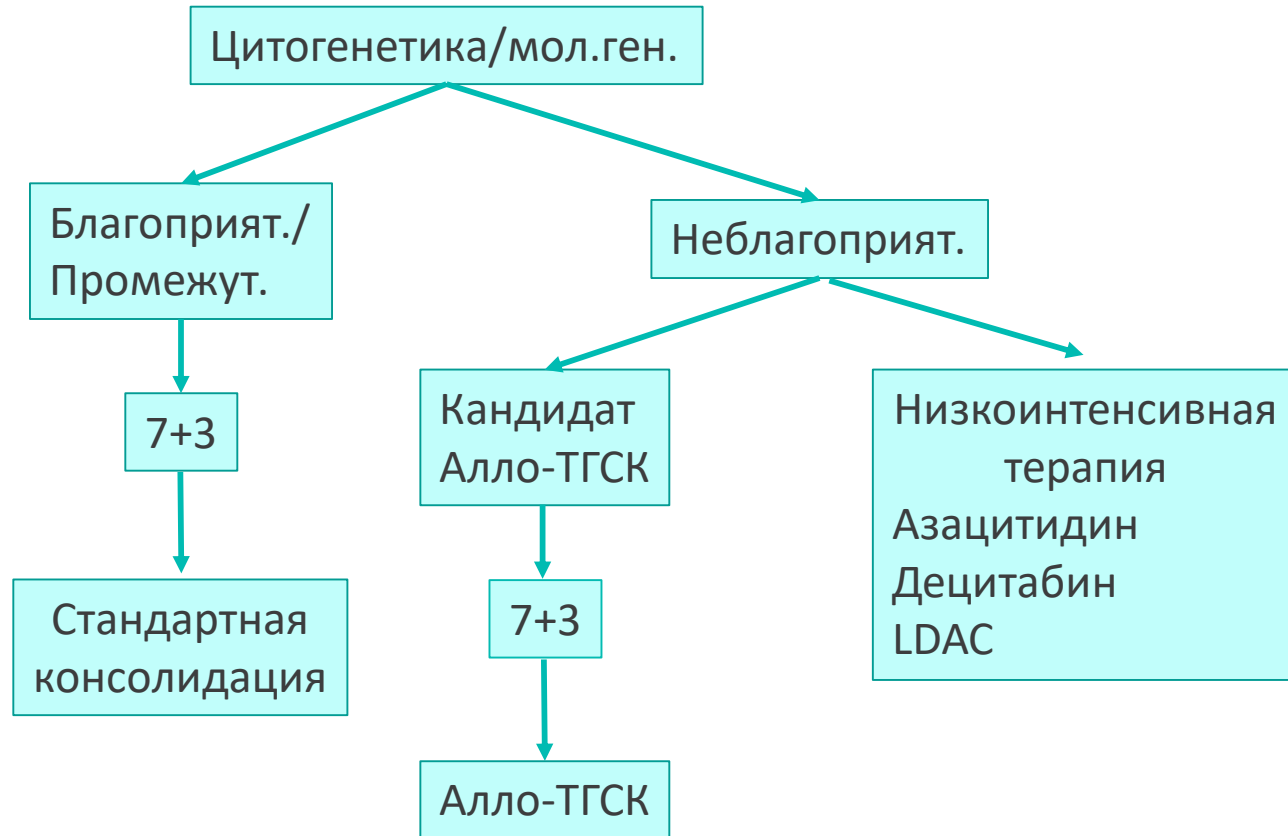 Цитогенетика/мол.ген.
Благоприят./
Промежут.
Неблагоприят.
7+3
Стандартная
консолидация
Кандидат
Алло-ТГСК
7+3
Алло-ТГСК
Низкоинтенсивная
терапия
Азацитидин
Децитабин
LDAC